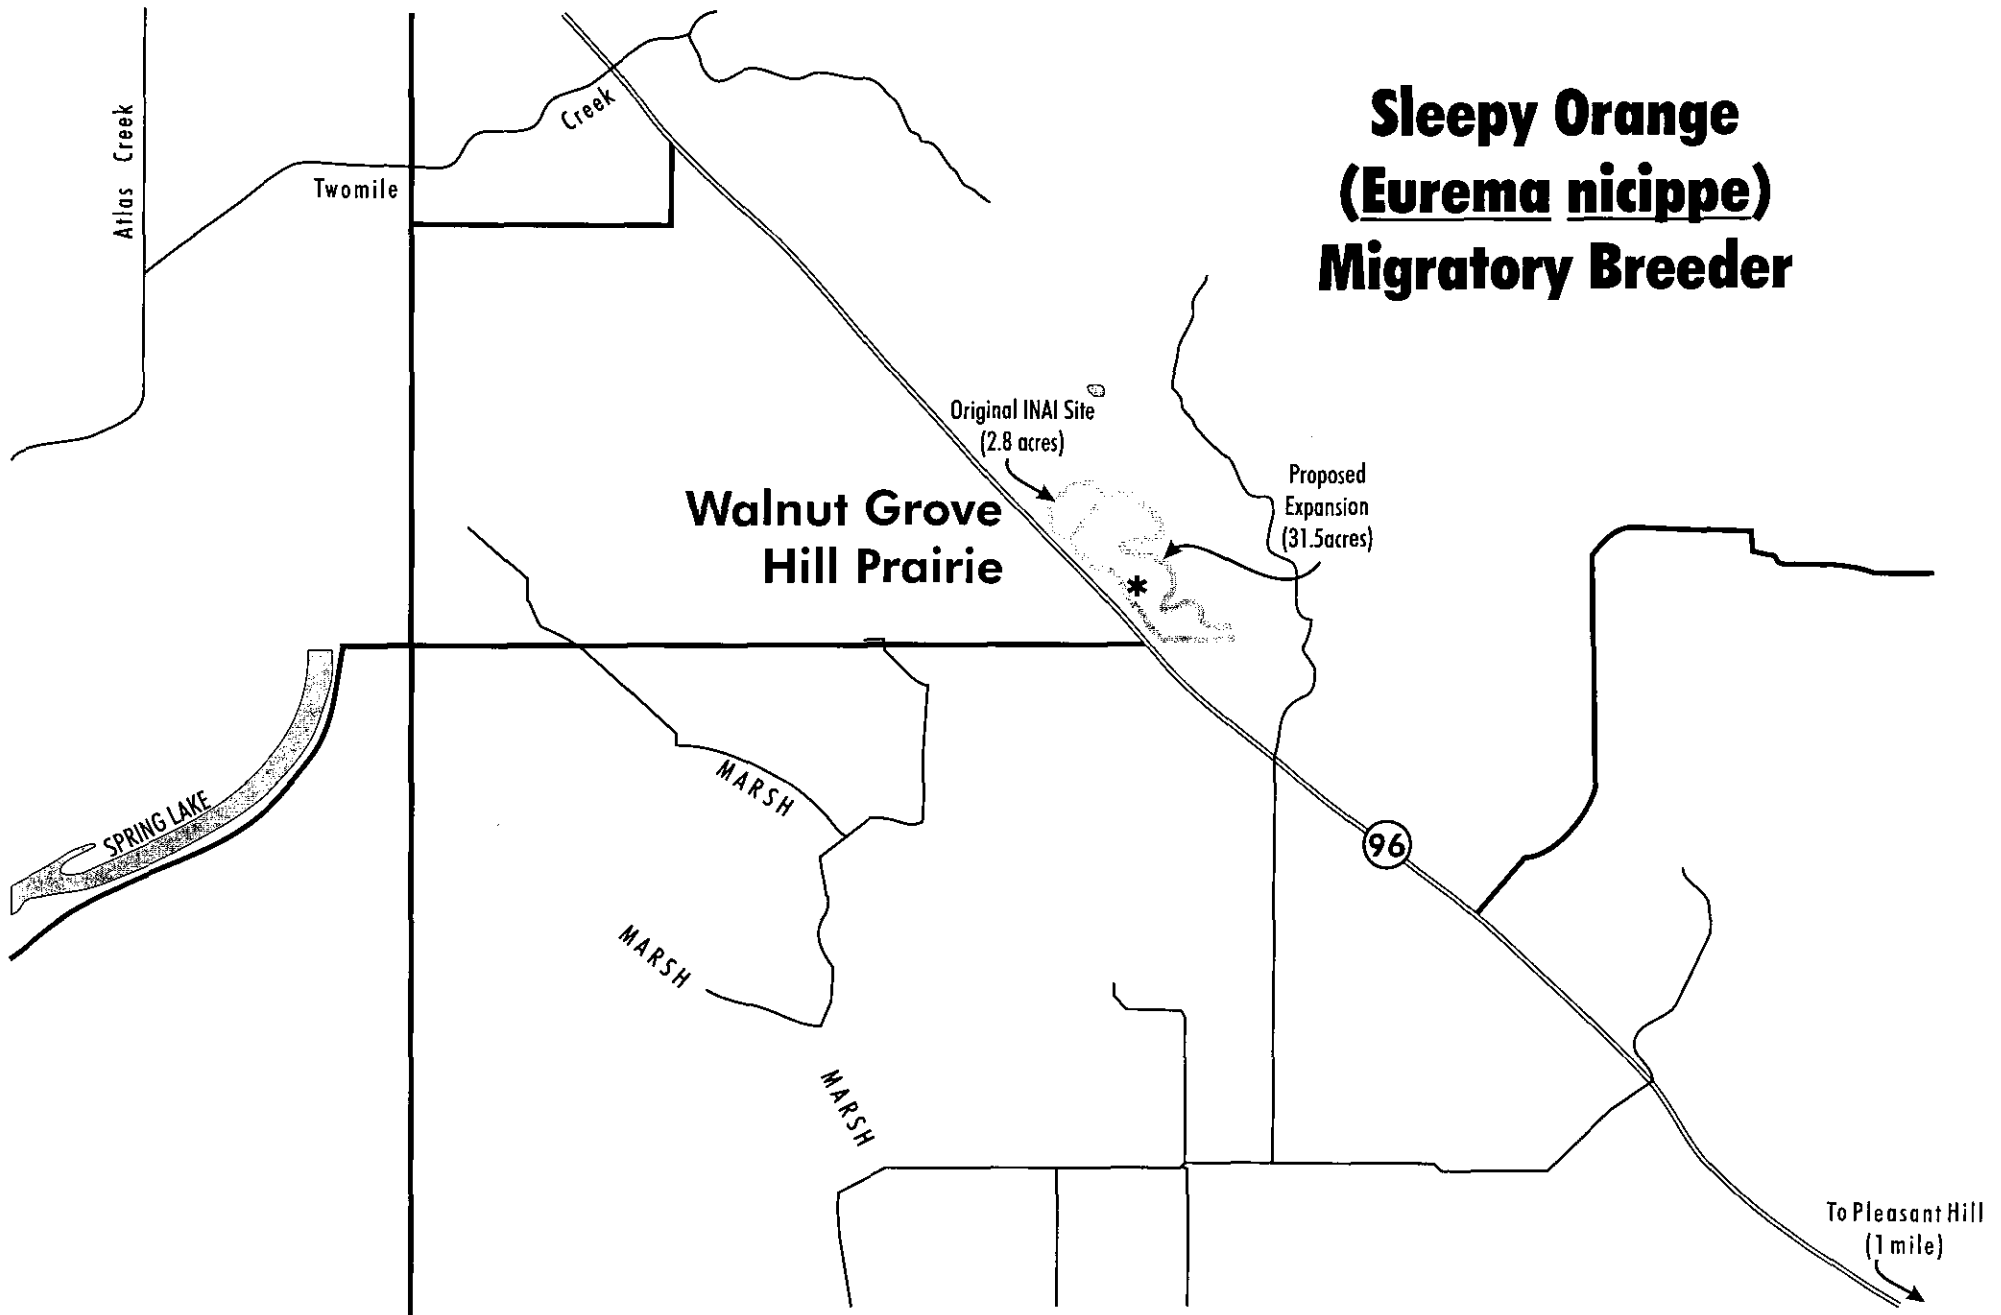 Sleepy Orange
(Eurema nicippe)
Migratory Breeder
Atlas Creek
Twomile
Creek
Original INAI Site
(2.8 acres)
Proposed
Expansion
(31.5acres)
Walnut Grove
Hill Prairie
*
SPRING LAKE
MARSH
96
MARSH
MARSH
To Pleasant Hill
(1 mile)